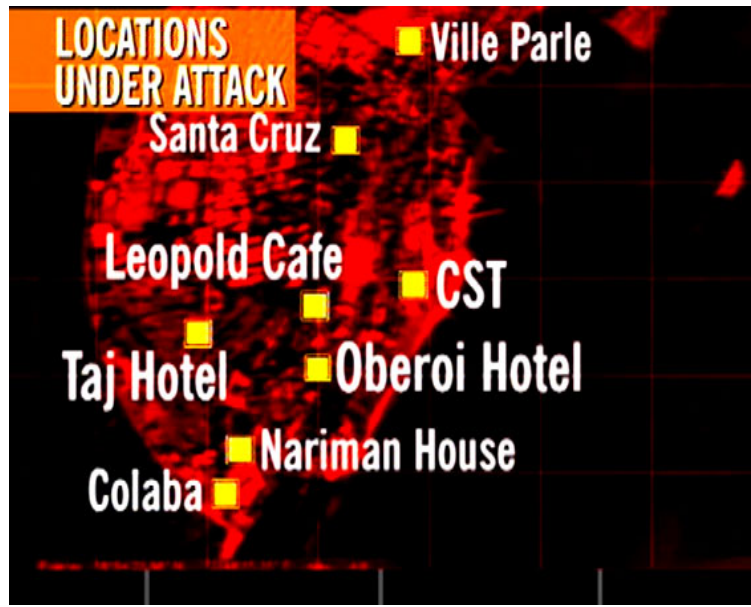 LOCATIONS
UNDER ATTACK
Ville Parle
Santa Cruz
Leopold Cafe
CST
Taj Hotel
Oberoi Hotel
Nariman House
Colaba